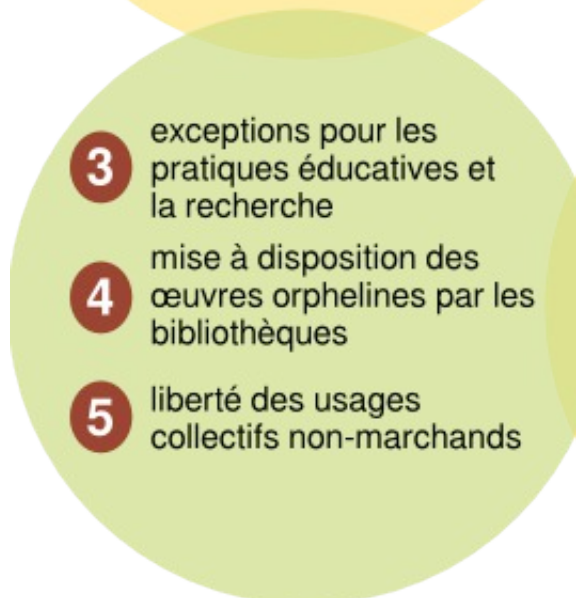 3 exceptions pour les
pratiques éducatives et
la recherche
4 mise à disposition des
œuvres orphelines par les
bibliothèques
5 liberté des usages
collectifs non-marchands